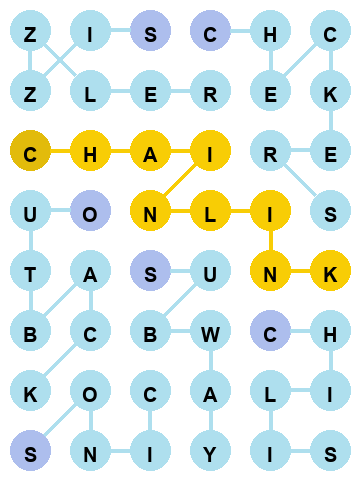 Z I S C H C
Z L E R E K
C H A I R E
U O N L I S
T A S U N K
B C B W C H
K O C A L I
S N I Y I S